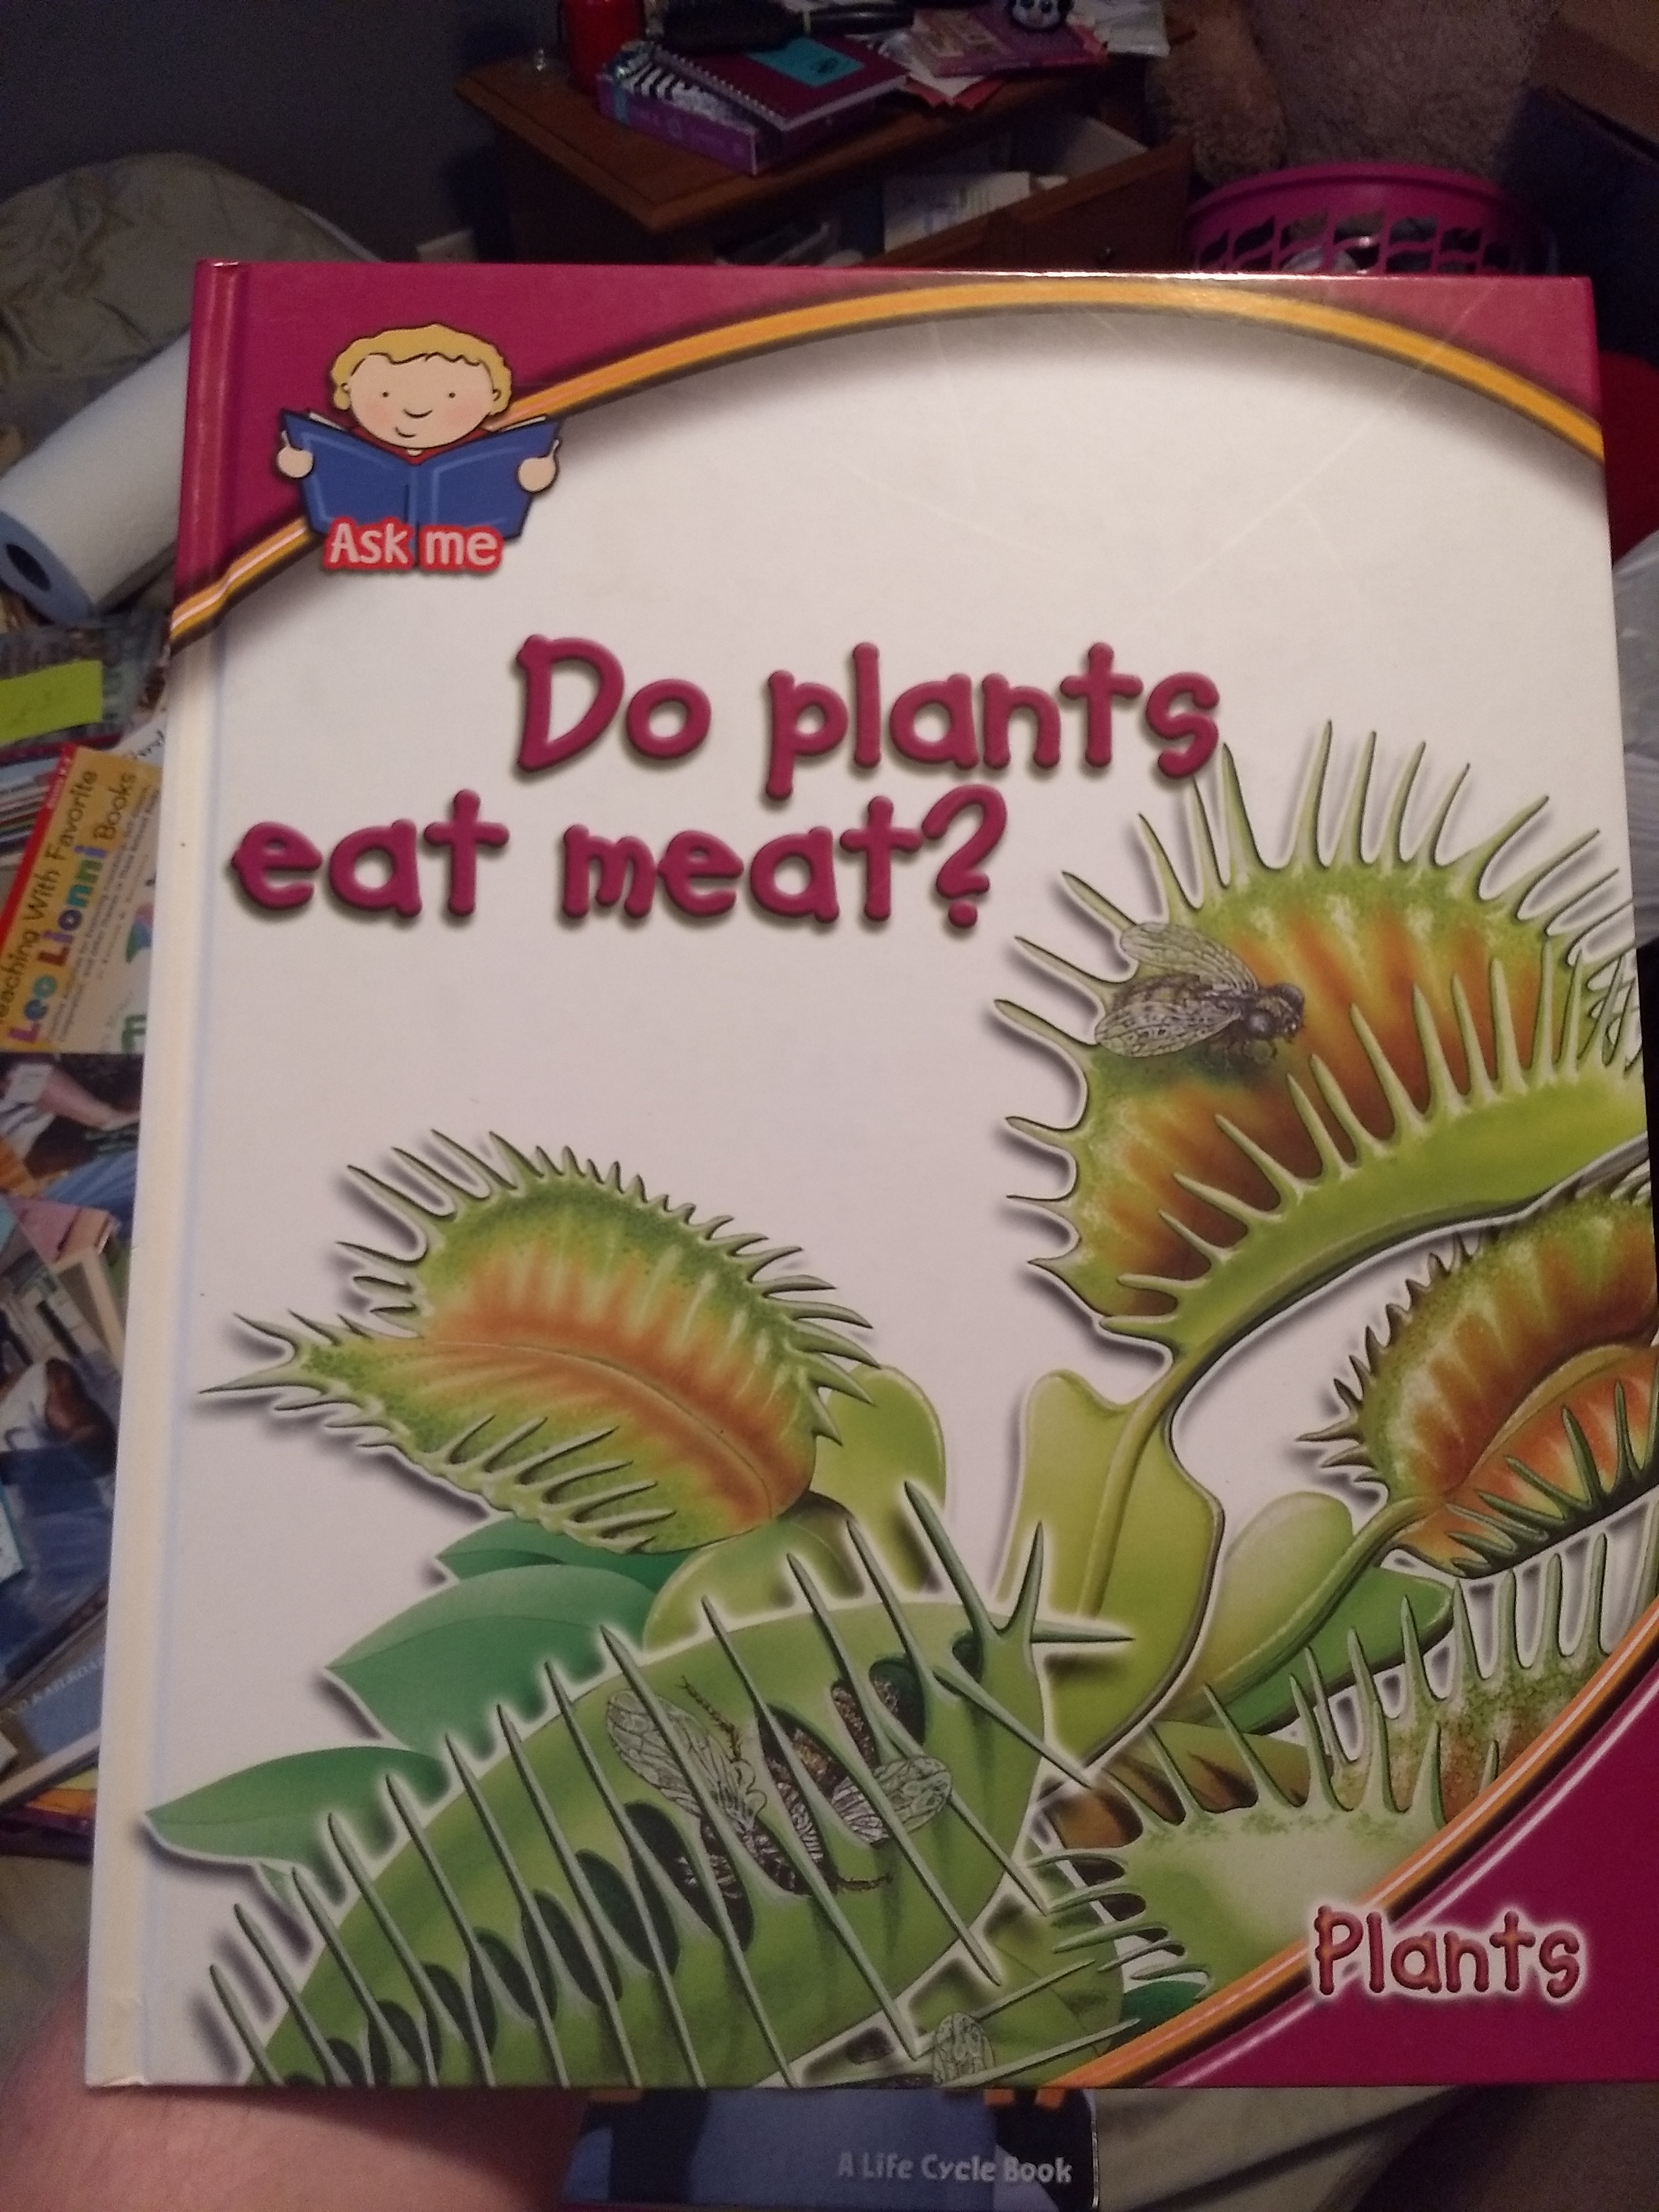 Ask me
Do plants
eat meat?
Teaching With Favorite
Leo Lionni Books
Plants
A Life Cycle Book